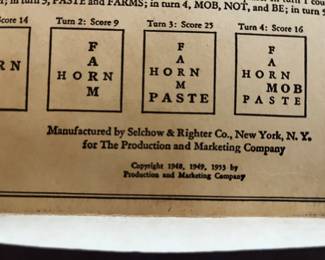 in turn 3, PASTE and FARMS; in turn 4, MOB, NOT, and BE; in turn
Score 14
Turn 2: Score 9
Turn 3: Score 25
Turn 4: Score 16
RN
F
A
HORN
M
F
A
HORN
M
PASTE
F
A
HORN
MOB
PASTE
Manufactured by Selchow & Righter Co., New York, N. Y.
for The Production and Marketing Company
Copyright 1948, 1949, 1953 by
Production and Marketing Company